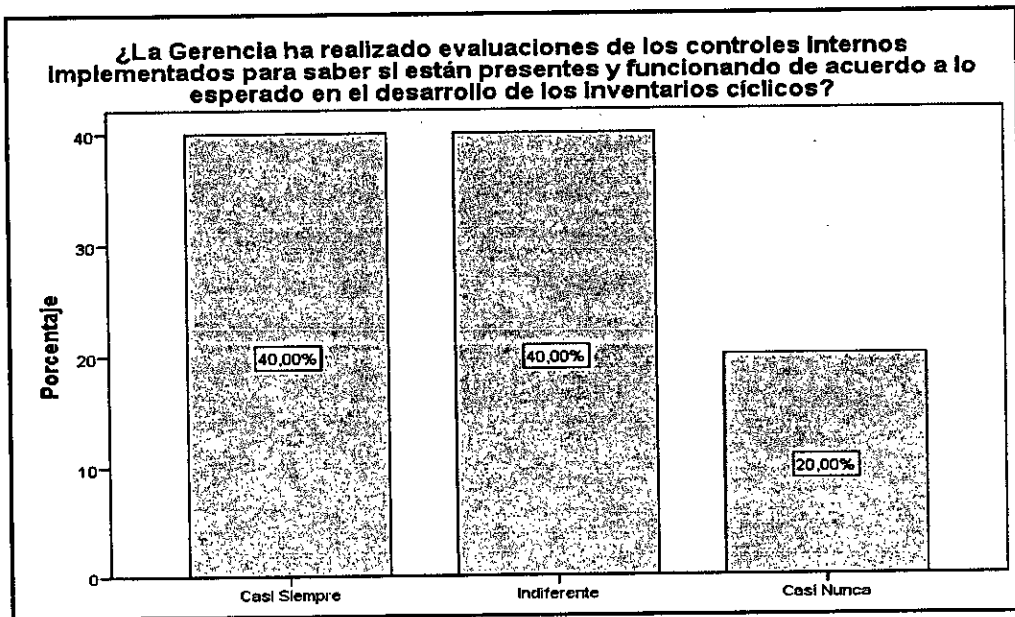 ¿La Gerencia ha realizado evaluaciones de los controles internos
implementados para saber si están presentes y funcionando de acuerdo a lo
esperado en el desarrollo de los inventarios cíclicos?
Porcentaje
40
30
20
10
0
40,00%
40,00%
20,00%
Casi Siempre
Indiferente
Casi Nunca